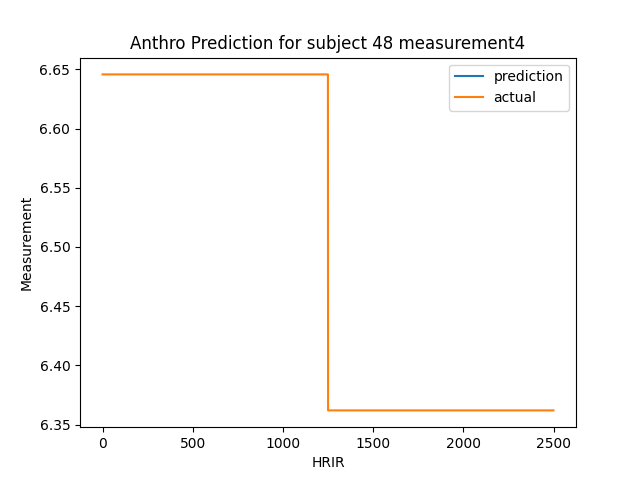 Anthro Prediction for subject 48 measurement4
prediction
actual
Measurement
6.65
6.60
6.55
6.50
6.45
6.40
6.35
0 500 1000 1500 2000 2500
HRIR